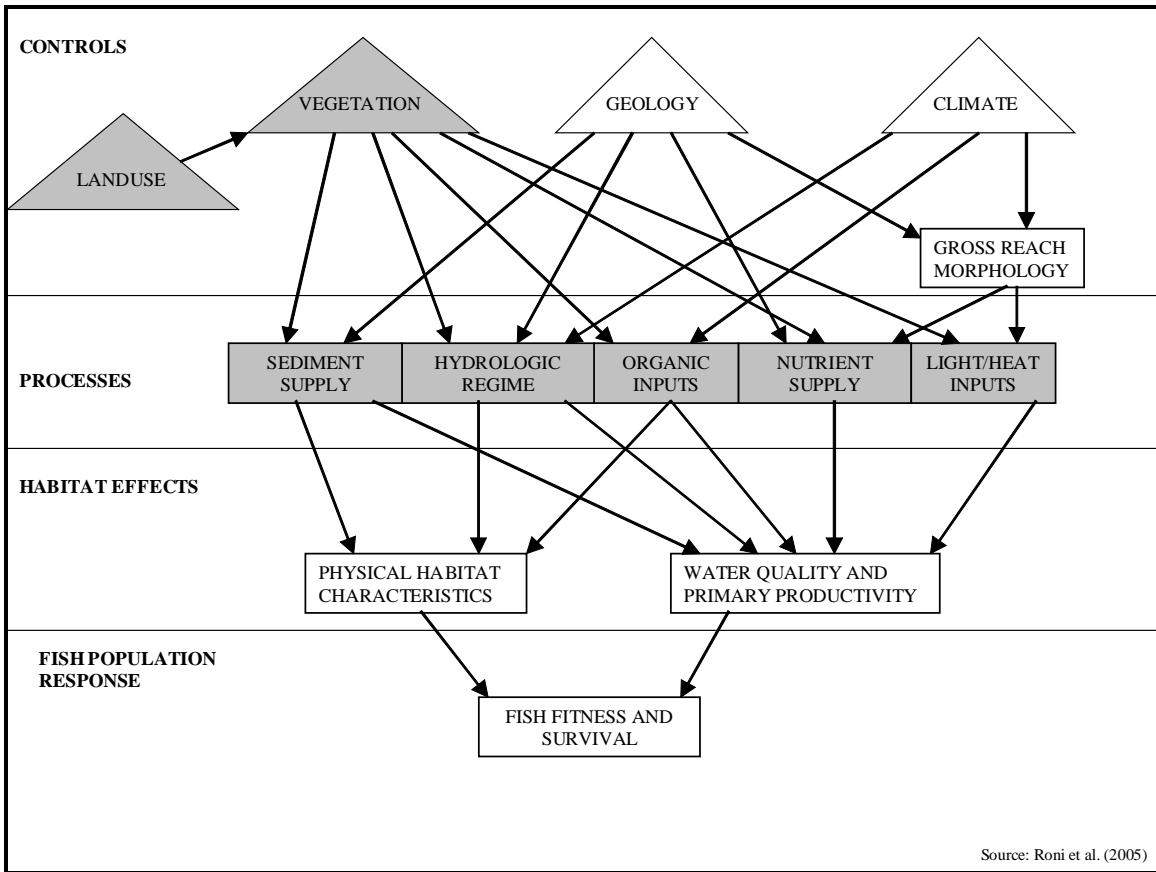 CONTROLS
VEGETATION
GEOLOGY
CLIMATE
LANDUSE
GROSS REACH
MORPHOLOGY
PROCESSES
SEDIMENT
SUPPLY
HYDROLOGIC
REGIME
ORGANIC
INPUTS
NUTRIENT
SUPPLY
LIGHT/HEAT
INPUTS
HABITAT EFFECTS
PHYSICAL HABITAT
CHARACTERISTICS
WATER QUALITY AND
PRIMARY PRODUCTIVITY
FISH POPULATION
RESPONSE
FISH FITNESS AND
SURVIVAL
Source: Roni et al. (2005)